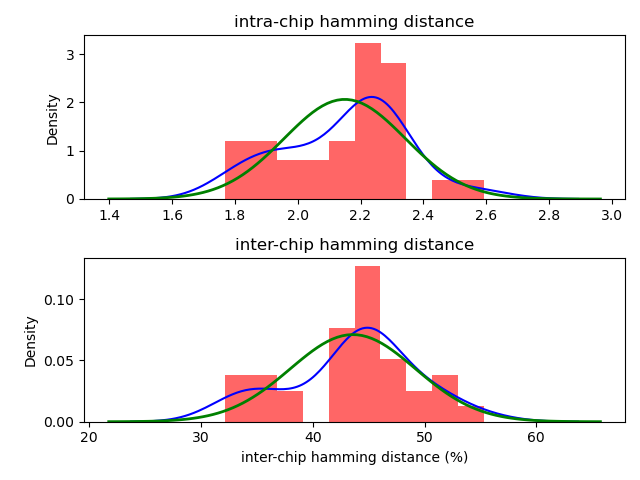 intra-chip hamming distance
3
2
1
0
Density
1.4 1.6 1.8 2.0 2.2 2.4 2.6 2.8 3.0
inter-chip hamming distance
0.10
0.05
0.00
Density
20 30 40 50 60
inter-chip hamming distance (%)